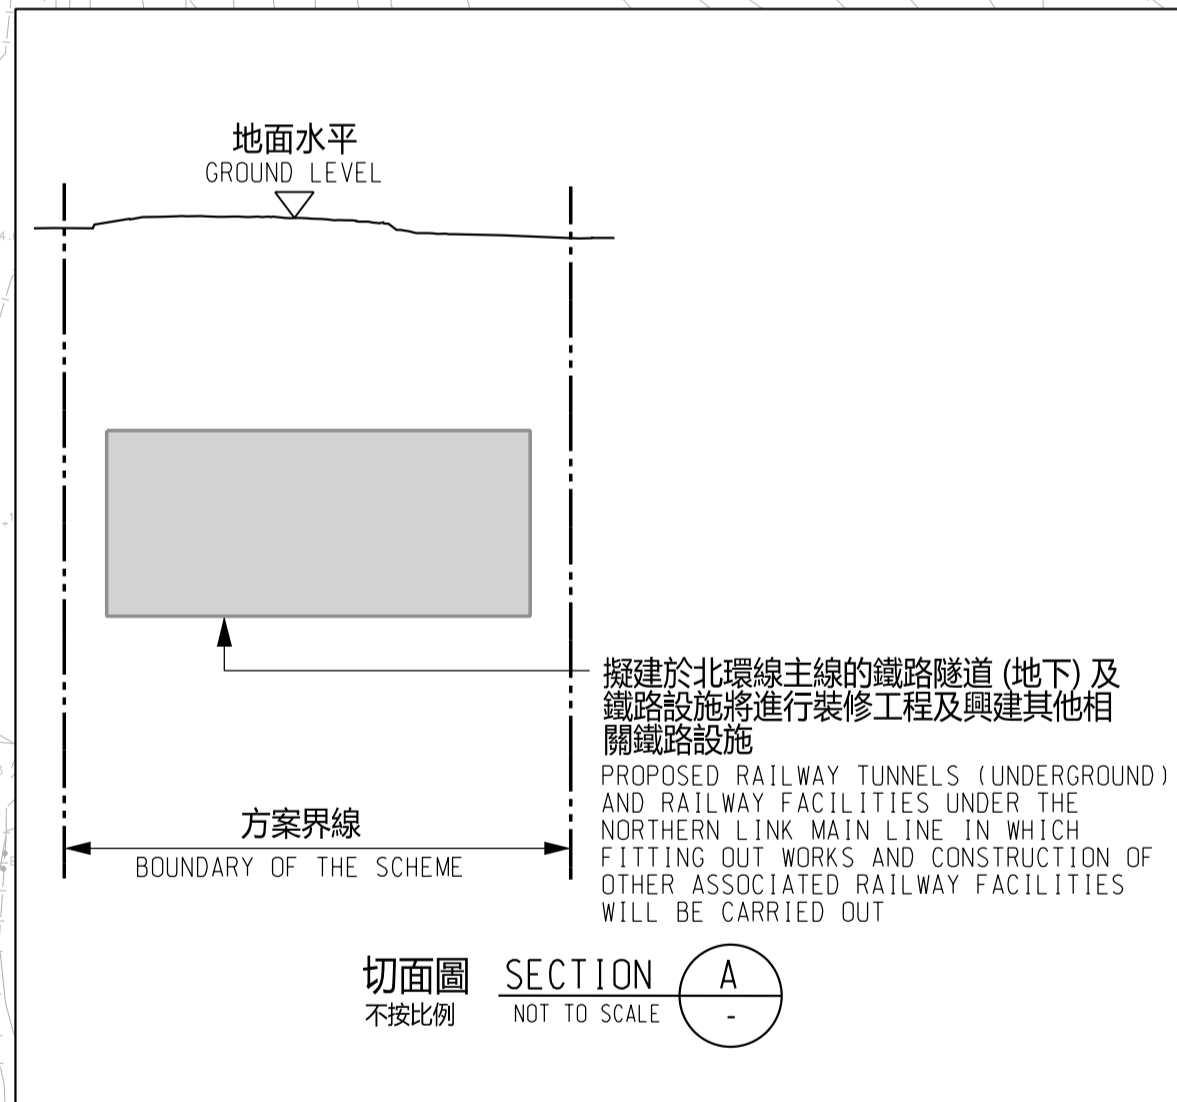 地面水平
GROUND LEVEL
擬建於北環線主線的鐵路隧道 (地下) 及
鐵路設施將進行裝修工程及興建其他相
關鐵路設施
PROPOSED RAILWAY TUNNELS (UNDERGROUND)
AND RAILWAY FACILITIES UNDER THE
NORTHERN LINK MAIN LINE IN WHICH
FITTING OUT WORKS AND CONSTRUCTION OF
OTHER ASSOCIATED RAILWAY FACILITIES
WILL BE CARRIED OUT
方案界線
BOUNDARY OF THE SCHEME
切面圖 SECTION A
不按比例 NOT TO SCALE -